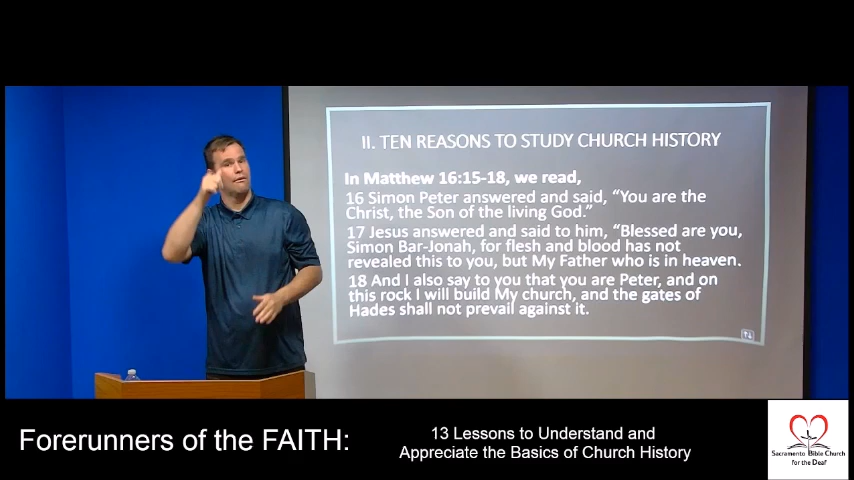 II. TEN REASONS TO STUDY CHURCH HISTORY
In Matthew 16:15-18, we read,
16 Simon Peter answered and said, “You are the
Christ, the Son of the living God.”
17 Jesus answered and said to him, “Blessed are you,
Simon Bar-Jonah, for flesh and blood has not
revealed this to you, but My Father who is in heaven.
18 And I also say to you that you are Peter, and on
this rock I will build My church, and the gates of
Hades shall not prevail against it.
Forerunners of the FAITH:
13 Lessons to Understand and
Appreciate the Basics of Church History
Sacramento Bible Church
for the Deaf